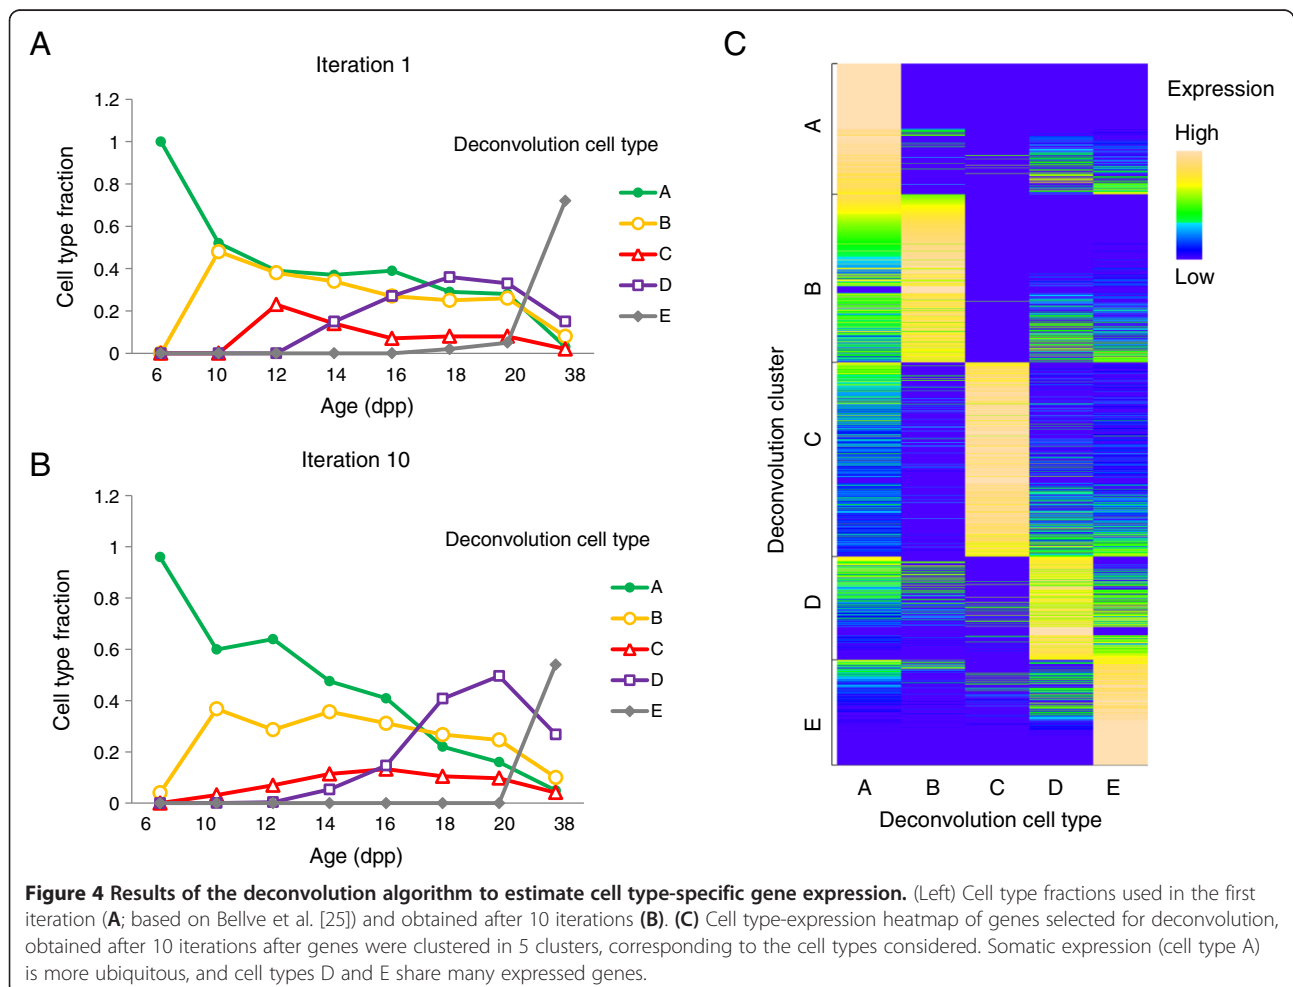 A
Iteration 1
1.2
1
0.8
0.6
0.4
0.2
0
Cell type fraction
6 10 12 14 16 18 20 38
Age (dpp)
Deconvolution cell type
A
B
C
D
E
B
Iteration 10
1.2
1
0.8
0.6
0.4
0.2
0
Cell type fraction
6 10 12 14 16 18 20 38
Age (dpp)
Deconvolution cell type
A
B
C
D
E
C
Deconvolution cluster
A
B
C
D
E
A B C D E
Deconvolution cell type
Expression
High
Low
Figure 4 Results of the deconvolution algorithm to estimate cell type-specific gene expression. (Left) Cell type fractions used in the first
iteration (A; based on Bellve et al. [25]) and obtained after 10 iterations (B). (C) Cell type-expression heatmap of genes selected for deconvolution,
obtained after 10 iterations after genes were clustered in 5 clusters, corresponding to the cell types considered. Somatic expression (cell type A)
is more ubiquitous, and cell types D and E share many expressed genes.